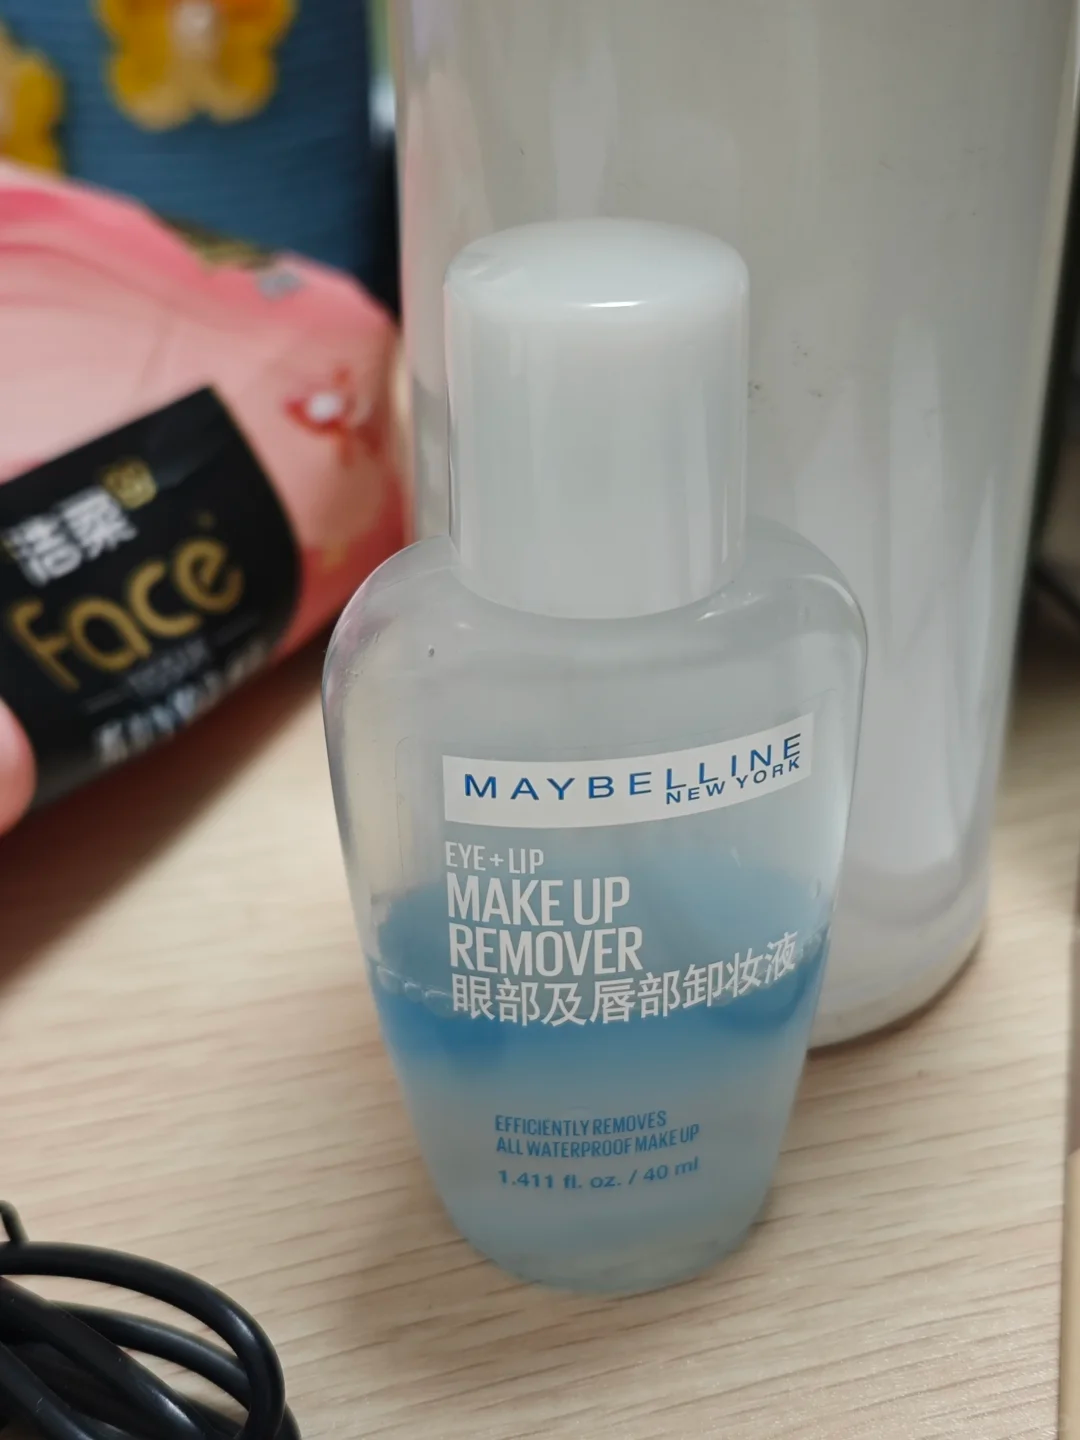 洁柔
Face
MAYBELLINE
NEW YORK
EYE+LIP
MAKE UP
REMOVER
眼部及唇部卸妆液
EFFICIENTLY REMOVES
ALL WATERPROOF MAKE UP
1.411 fl. oz. / 40 ml